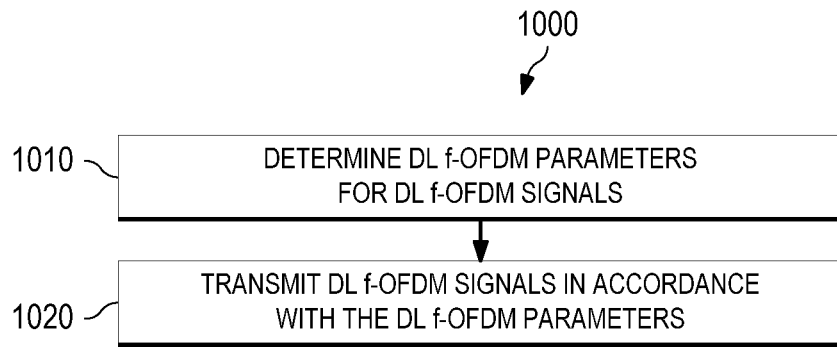 1000
1010
DETERMINE DL f-OFDM PARAMETERS
FOR DL f-OFDM SIGNALS
1020
TRANSMIT DL f-OFDM SIGNALS IN ACCORDANCE
WITH THE DL f-OFDM PARAMETERS